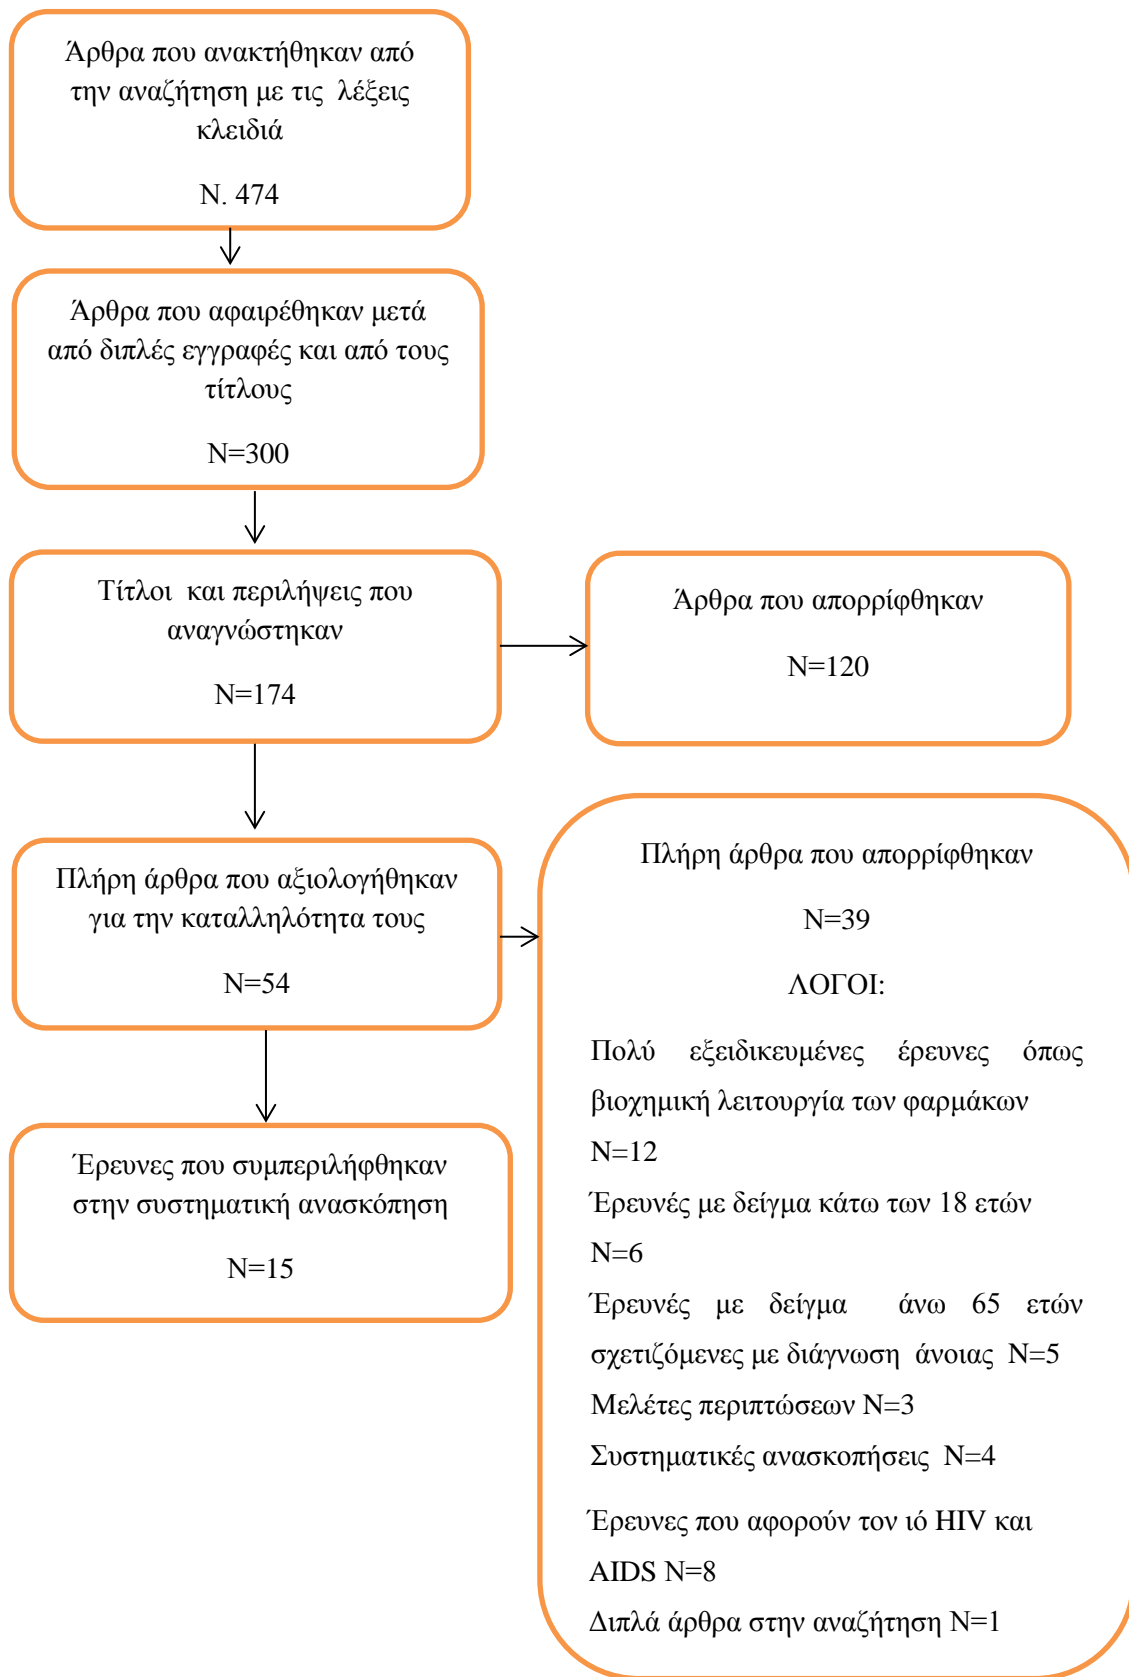 Άρθρα που ανακτήθηκαν από
την αναζήτηση με τις λέξεις
κλειδιά
N. 474
Άρθρα που αφαιρέθηκαν μετά
από διπλές εγγραφές και από τους
τίτλους
N=300
Τίτλοι και περιλήψεις που
αναγνώστηκαν
N=174
Άρθρα που απορρίφθηκαν
N=120
Πλήρη άρθρα που αξιολογήθηκαν
για την καταλληλότητα τους
N=54
Πλήρη άρθρα που απορρίφθηκαν
N=39
ΛΟΓΟΙ:
Πολύ εξειδικευμένες έρευνες όπως
βιοχημική λειτουργία των φαρμάκων
N=12
Έρευνές με δείγμα κάτω των 18 ετών
N=6
Έρευνές με δείγμα άνω 65 ετών
σχετιζόμενες με διάγνωση άνοιας N=5
Μελέτες περιπτώσεων N=3
Συστηματικές ανασκοπήσεις N=4
Έρευνες που αφορούν τον ιό HIV και
AIDS N=8
Διπλά άρθρα στην αναζήτηση N=1
Έρευνες που συμπεριλήφθηκαν
στην συστηματική ανασκόπηση
N=15